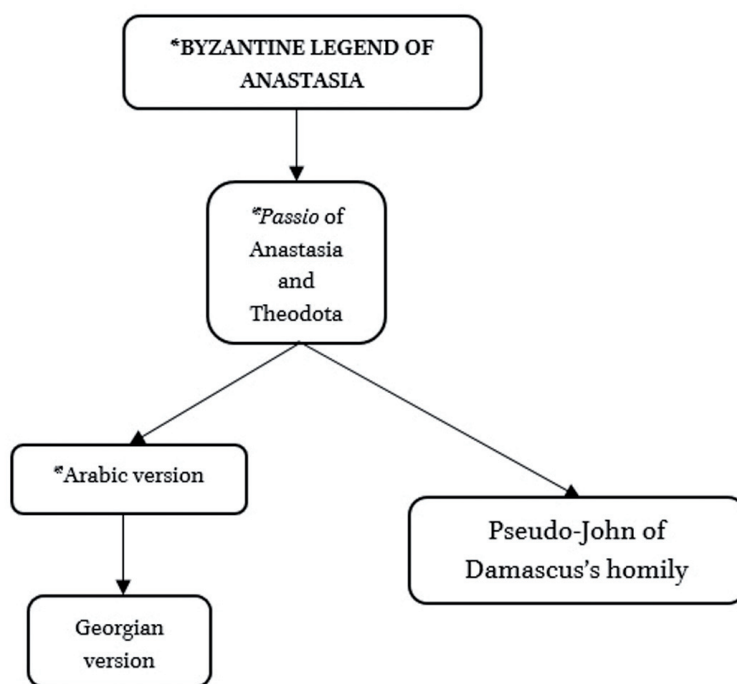 *BYZANTINE LEGEND OF
ANASTASIA
*Passio of
Anastasia
and
Theodota
*Arabic version
Pseudo-John of
Damascus’s homily
Georgian
version